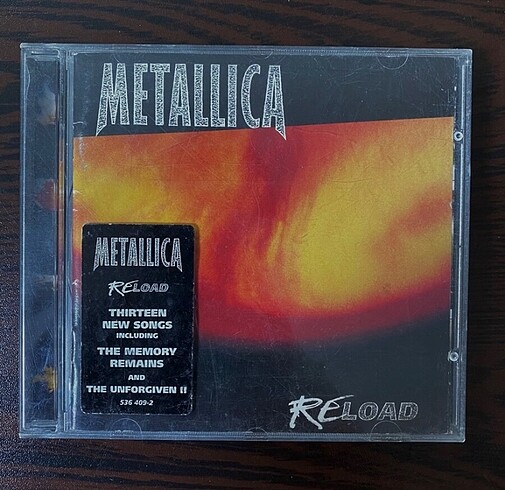 METALLICA
METALLICA
RELOAD
THIRTEEN
NEW SONGS
INCLUDING
THE MEMORY
REMAINS
AND
THE UNFORGIVEN II
536 409-2
RELOAD